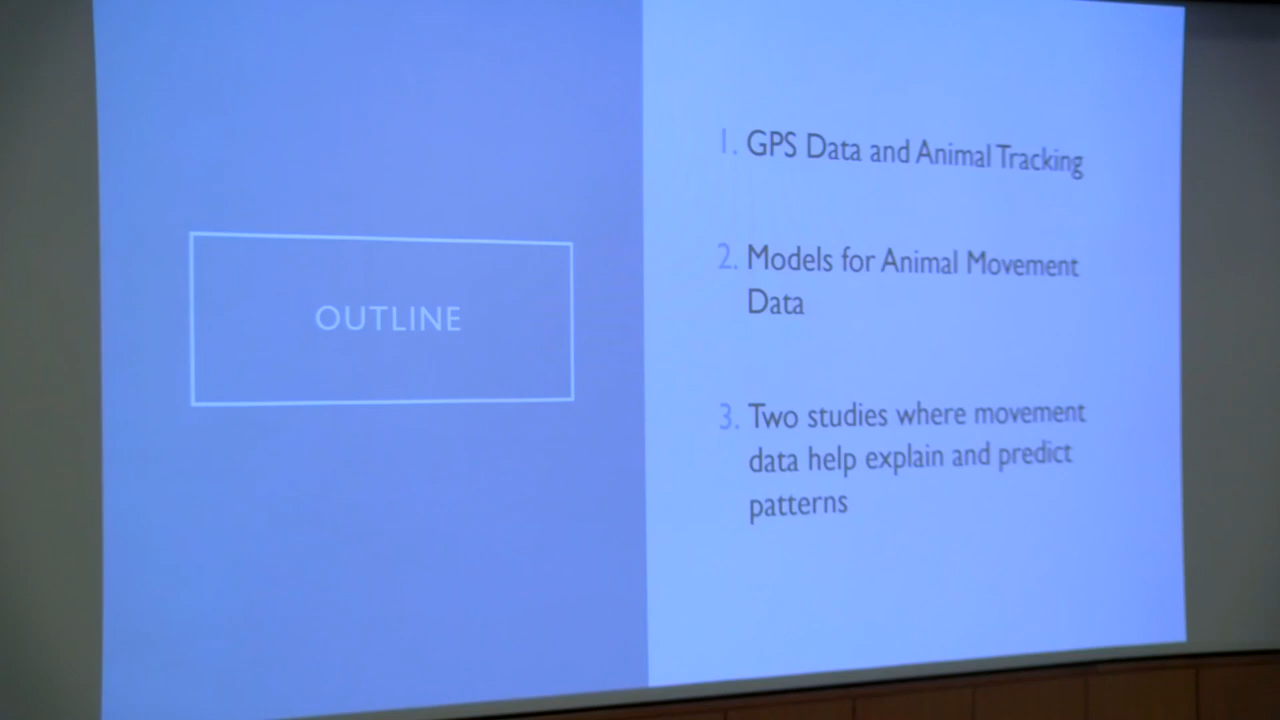 OUTLINE
1. GPS Data and Animal Tracking
2. Models for Animal Movement
Data
3. Two studies where movement
data help explain and predict
patterns